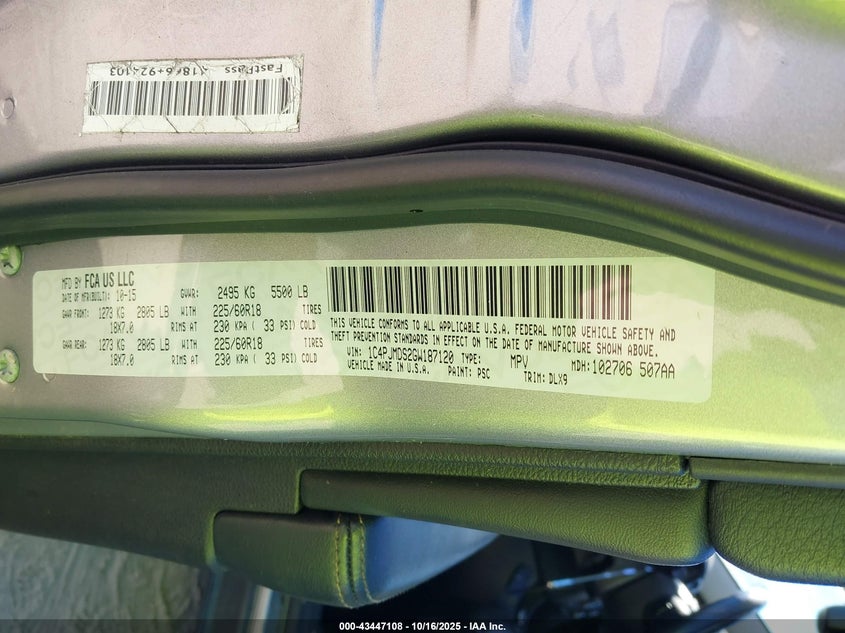 FastPass
MFD BY FCA US LLC
DATE OF MFR(BUILT): 10-15 GVWR: 2495 KG 5500 LB
GAWR FRONT: 1273 KG 2805 LB WITH 225/60R18 TIRES
18X7.0 RIMS AT 230 KPA ( 33 PSI) COLD
GAWR REAR: 1273 KG 2805 LB WITH 225/60R18 TIRES
18X7.0 RIMS AT 230 KPA ( 33 PSI) COLD
THIS VEHICLE CONFORMS TO ALL APPLICABLE U.S.A. FEDERAL MOTOR VEHICLE SAFETY AND
THEFT PREVENTION STANDARDS IN EFFECT ON THE DATE OF MANUFACTURE SHOWN ABOVE.
VIN: 1C4PJMDS2GW187120 TYPE: MPV MDH: 102706 507AA
VEHICLE MADE IN U.S.A. PAINT: PSC TRIM: DLX9
000-43447108 - 10/16/2025 - IAA Inc.